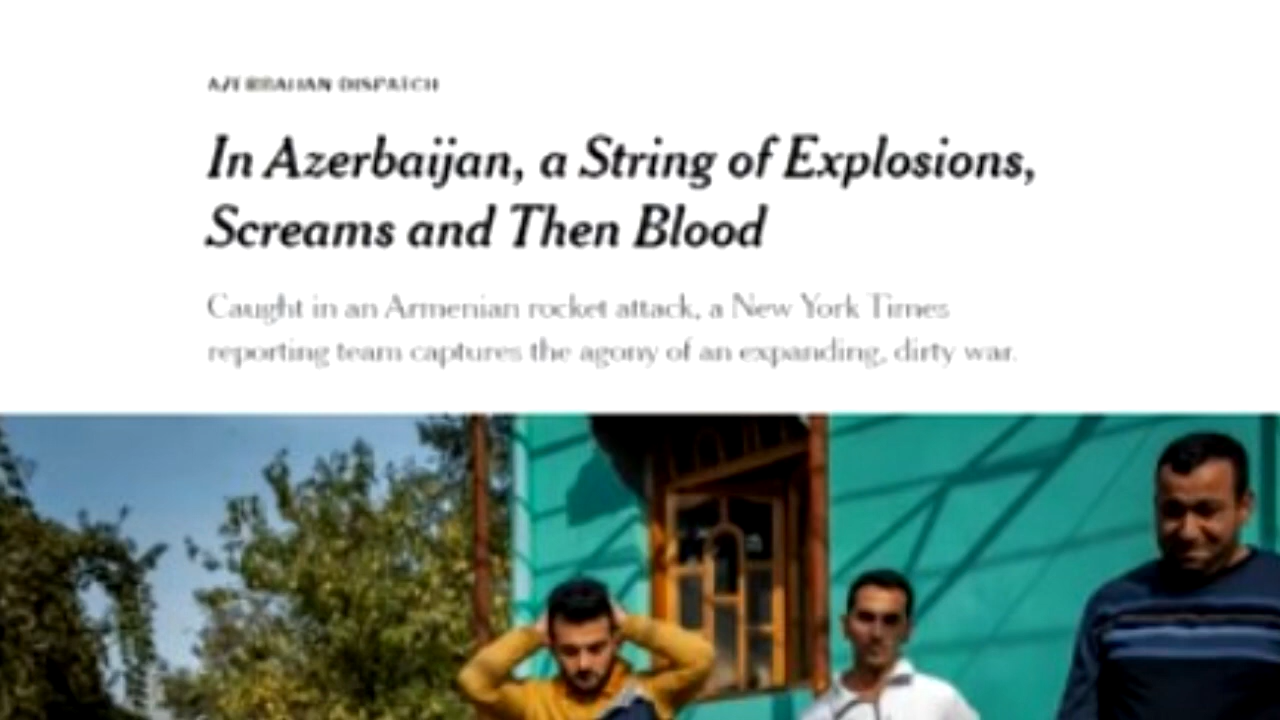 AZERBAIJAN DISPATCH
In Azerbaijan, a String of Explosions,
Screams and Then Blood
Caught in an Armenian rocket attack, a New York Times
reporting team captures the agony of an expanding, dirty war.